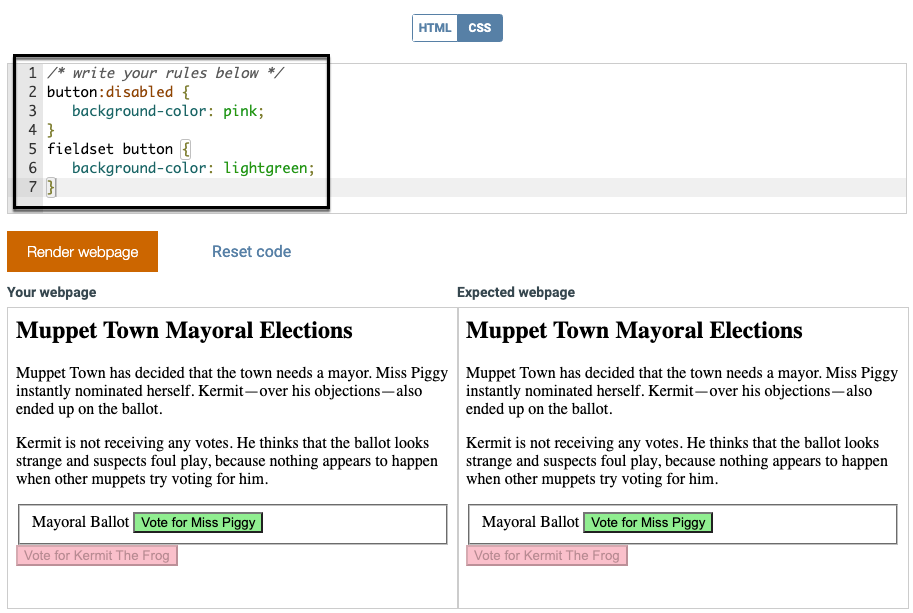 HTML CSS
1 /* write your rules below */
2 button:disabled {
3 background-color: pink;
4 }
5 fieldset button {
6 background-color: lightgreen;
7 }
Render webpage Reset code
Your webpage Expected webpage
Muppet Town Mayoral Elections
Muppet Town has decided that the town needs a mayor. Miss Piggy
instantly nominated herself. Kermit—over his objections—also
ended up on the ballot.
Kermit is not receiving any votes. He thinks that the ballot looks
strange and suspects foul play, because nothing appears to happen
when other muppets try voting for him.
Mayoral Ballot Vote for Miss Piggy
Vote for Kermit The Frog
Muppet Town Mayoral Elections
Muppet Town has decided that the town needs a mayor. Miss Piggy
instantly nominated herself. Kermit—over his objections—also
ended up on the ballot.
Kermit is not receiving any votes. He thinks that the ballot looks
strange and suspects foul play, because nothing appears to happen
when other muppets try voting for him.
Mayoral Ballot Vote for Miss Piggy
Vote for Kermit The Frog